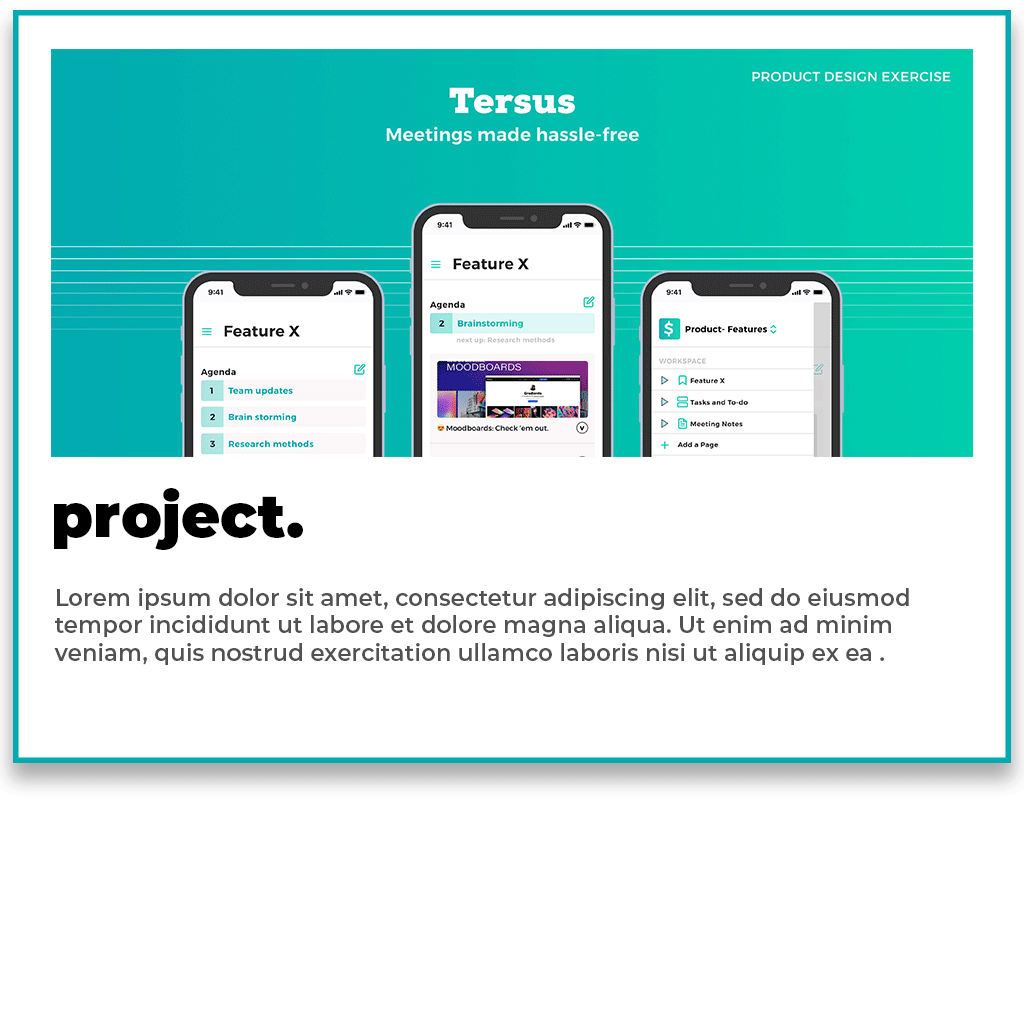 PRODUCT DESIGN EXERCISE
Tersus
Meetings made hassle-free
9:41
Feature X
Agenda
1 Team updates
2 Brain storming
3 Research methods
9:41
Feature X
Agenda
2 Brainstorming
next up: Research methods
MOODBOARDS
Gradients
😍 Moodboards: Check 'em out.
v
9:41
$ Product- Features
WORKSPACE
Feature X
Tasks and To-do
Meeting Notes
+ Add a Page
project.
Lorem ipsum dolor sit amet, consectetur adipiscing elit, sed do eiusmod
tempor incididunt ut labore et dolore magna aliqua. Ut enim ad minim
veniam, quis nostrud exercitation ullamco laboris nisi ut aliquip ex ea .